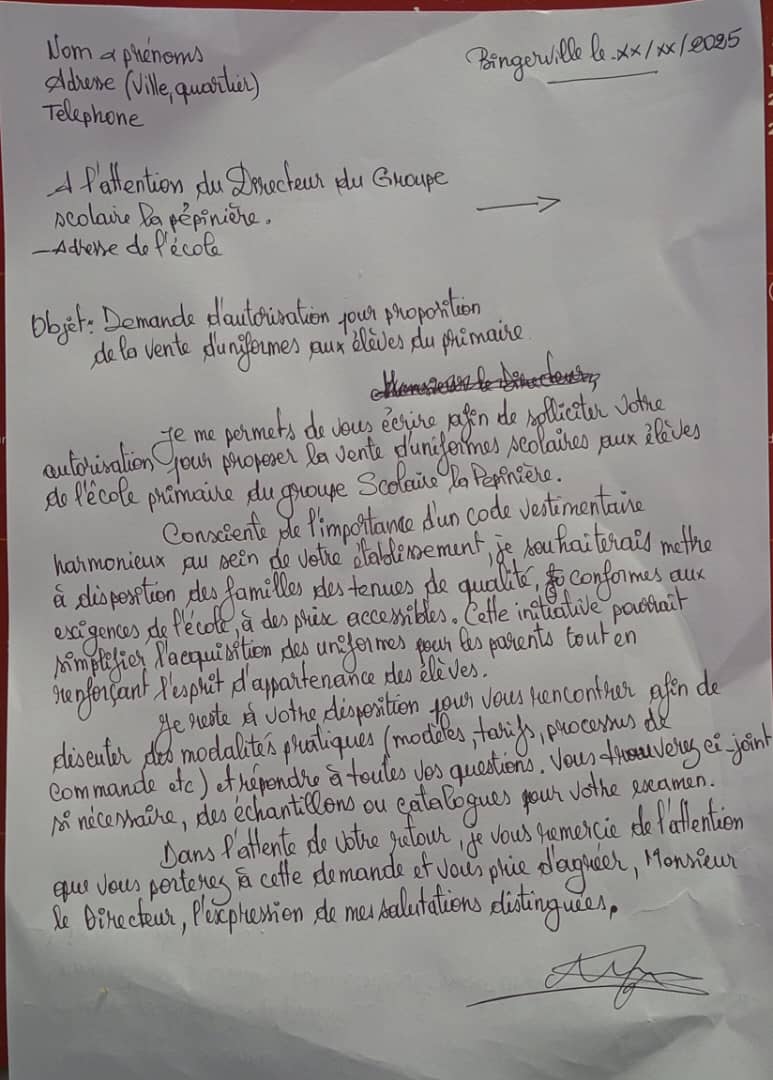 Nom & prénoms
Bingerville le xx/xx/2025
Adresse (Ville, quartier)
Telephone
A l'attention du Directeur du Groupe
scolaire la pépinière.
- Adresse de l'école
Objet: Demande d'autorisation pour proposition
de la vente d'uniformes aux élèves du primaire
Monsieur le Directeur,
Je me permets de vous écrire afin de solliciter votre
autorisation pour proposer la vente d'uniformes scolaires aux élèves
de l'école primaire du groupe Scolaire la Pepinière.
Consciente de l'importance d'un code vestimentaire
harmonieux au sein de votre établissement, je souhaiterais mettre
à disposition des familles des tenues de qualité, conformes aux
exigences de l'école, à des prix accessibles. Cette initiative pourrait
simplifier l'acquisition des uniformes pour les parents tout en
renforçant l'esprit d'appartenance des élèves.
Je reste à votre disposition pour vous rencontrer afin de
discuter des modalités pratiques (modèles, tarifs, processus de
commande etc) et répondre à toutes vos questions. Vous trouverez ci-joint
si nécessaire, des échantillons ou catalogues pour votre examen.
Dans l'attente de votre retour, je vous remercie de l'attention
que vous porterez à cette demande et vous prie d'agréer, Monsieur
le Directeur, l'expression de mes salutations distinguées.